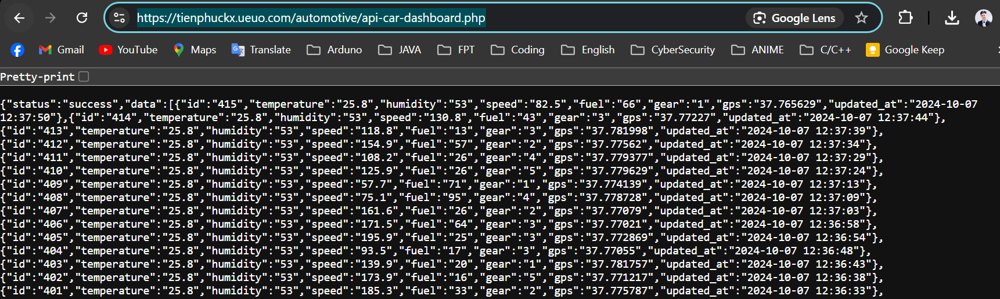 https://tienphuckx.ueuo.com/automotive/api-car-dashboard.php Google Lens
Gmail YouTube Maps Translate Arduno JAVA FPT Coding English CyberSecurity ANIME C/C++ Google Keep
Pretty-print
{"status":"success","data":[{"id":"415","temperature":"25.8","humidity":"53","speed":"82.5","fuel":"66","gear":"1","gps":"37.765629","updated_at":"2024-10-07
12:37:50"},{"id":"414","temperature":"25.8","humidity":"53","speed":"130.8","fuel":"43","gear":"3","gps":"37.77227","updated_at":"2024-10-07 12:37:44"},
{"id":"413","temperature":"25.8","humidity":"53","speed":"118.8","fuel":"13","gear":"3","gps":"37.781998","updated_at":"2024-10-07 12:37:39"},
{"id":"412","temperature":"25.8","humidity":"53","speed":"154.9","fuel":"57","gear":"2","gps":"37.77562","updated_at":"2024-10-07 12:37:34"},
{"id":"411","temperature":"25.8","humidity":"53","speed":"108.2","fuel":"26","gear":"4","gps":"37.779377","updated_at":"2024-10-07 12:37:29"},
{"id":"410","temperature":"25.8","humidity":"53","speed":"125.9","fuel":"26","gear":"5","gps":"37.779629","updated_at":"2024-10-07 12:37:24"},
{"id":"409","temperature":"25.8","humidity":"53","speed":"57.7","fuel":"71","gear":"1","gps":"37.774139","updated_at":"2024-10-07 12:37:13"},
{"id":"408","temperature":"25.8","humidity":"53","speed":"75.1","fuel":"95","gear":"4","gps":"37.778728","updated_at":"2024-10-07 12:37:09"},
{"id":"407","temperature":"25.8","humidity":"53","speed":"161.6","fuel":"26","gear":"2","gps":"37.77079","updated_at":"2024-10-07 12:37:03"},
{"id":"406","temperature":"25.8","humidity":"53","speed":"171.5","fuel":"64","gear":"3","gps":"37.77021","updated_at":"2024-10-07 12:36:58"},
{"id":"405","temperature":"25.8","humidity":"53","speed":"195.9","fuel":"25","gear":"3","gps":"37.772869","updated_at":"2024-10-07 12:36:54"},
{"id":"404","temperature":"25.8","humidity":"53","speed":"93.5","fuel":"17","gear":"3","gps":"37.77055","updated_at":"2024-10-07 12:36:48"},
{"id":"403","temperature":"25.8","humidity":"53","speed":"139.9","fuel":"20","gear":"1","gps":"37.781757","updated_at":"2024-10-07 12:36:43"},
{"id":"402","temperature":"25.8","humidity":"53","speed":"173.9","fuel":"16","gear":"5","gps":"37.771217","updated_at":"2024-10-07 12:36:38"},
{"id":"401","temperature":"25.8","humidity":"53","speed":"185.3","fuel":"33","gear":"2","gps":"37.775787","updated_at":"2024-10-07 12:36:33"},